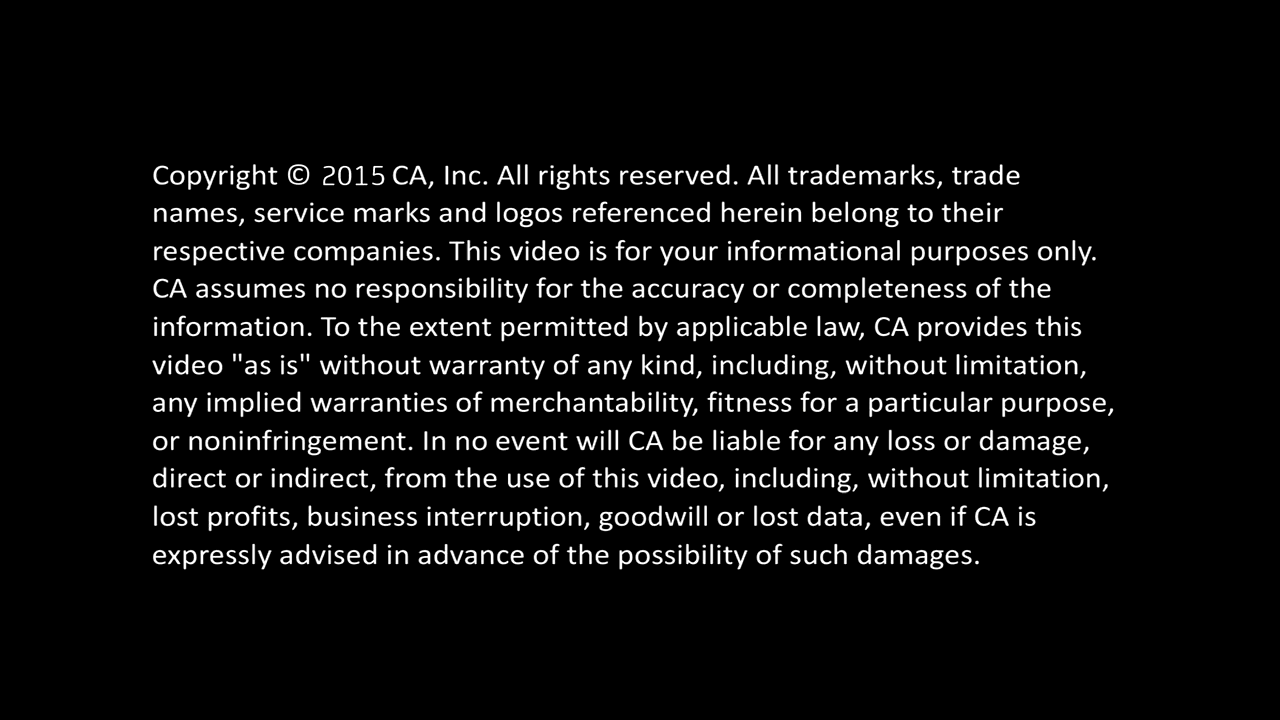 Copyright © 2015 CA, Inc. All rights reserved. All trademarks, trade
names, service marks and logos referenced herein belong to their
respective companies. This video is for your informational purposes only.
CA assumes no responsibility for the accuracy or completeness of the
information. To the extent permitted by applicable law, CA provides this
video "as is" without warranty of any kind, including, without limitation,
any implied warranties of merchantability, fitness for a particular purpose,
or noninfringement. In no event will CA be liable for any loss or damage,
direct or indirect, from the use of this video, including, without limitation,
lost profits, business interruption, goodwill or lost data, even if CA is
expressly advised in advance of the possibility of such damages.